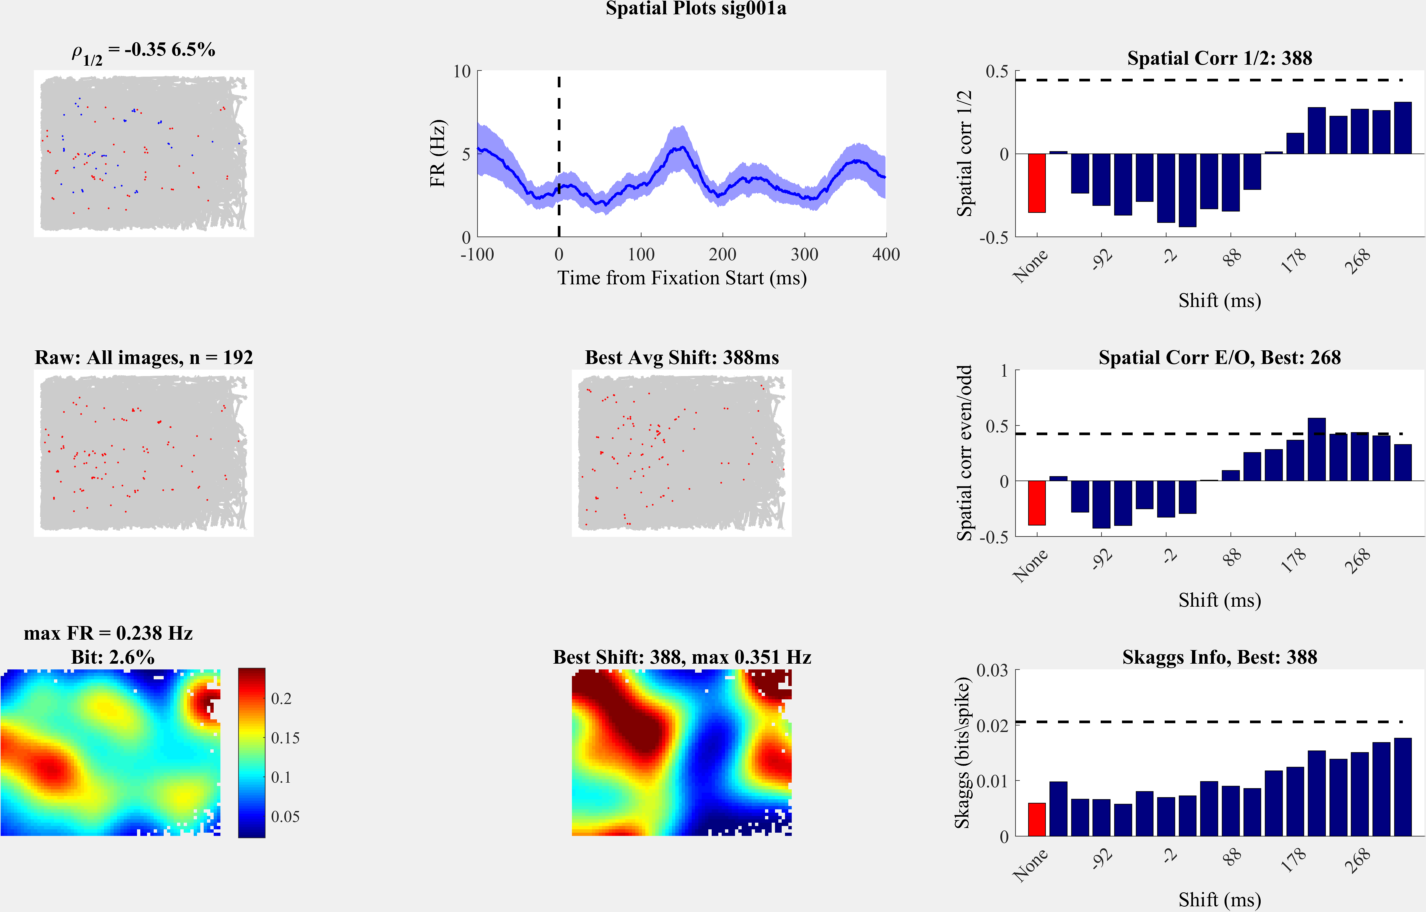 Spatial Plots sig001a
ρ1/2 = -0.35 6.5%
10
5
0
FR (Hz)
-100 0 100 200 300 400
Time from Fixation Start (ms)
Spatial Corr 1/2: 388
0.5
0
-0.5
Spatial corr 1/2
None -92 -2 88 178 268
Shift (ms)
Raw: All images, n = 192
Best Avg Shift: 388ms
Spatial Corr E/O, Best: 268
1
0.5
0
-0.5
Spatial corr even/odd
None -92 -2 88 178 268
Shift (ms)
max FR = 0.238 Hz
Bit: 2.6%
0.2
0.15
0.1
0.05
Best Shift: 388, max 0.351 Hz
Skaggs Info, Best: 388
0.03
0.02
0.01
0
Skaggs (bits\spike)
None -92 -2 88 178 268
Shift (ms)